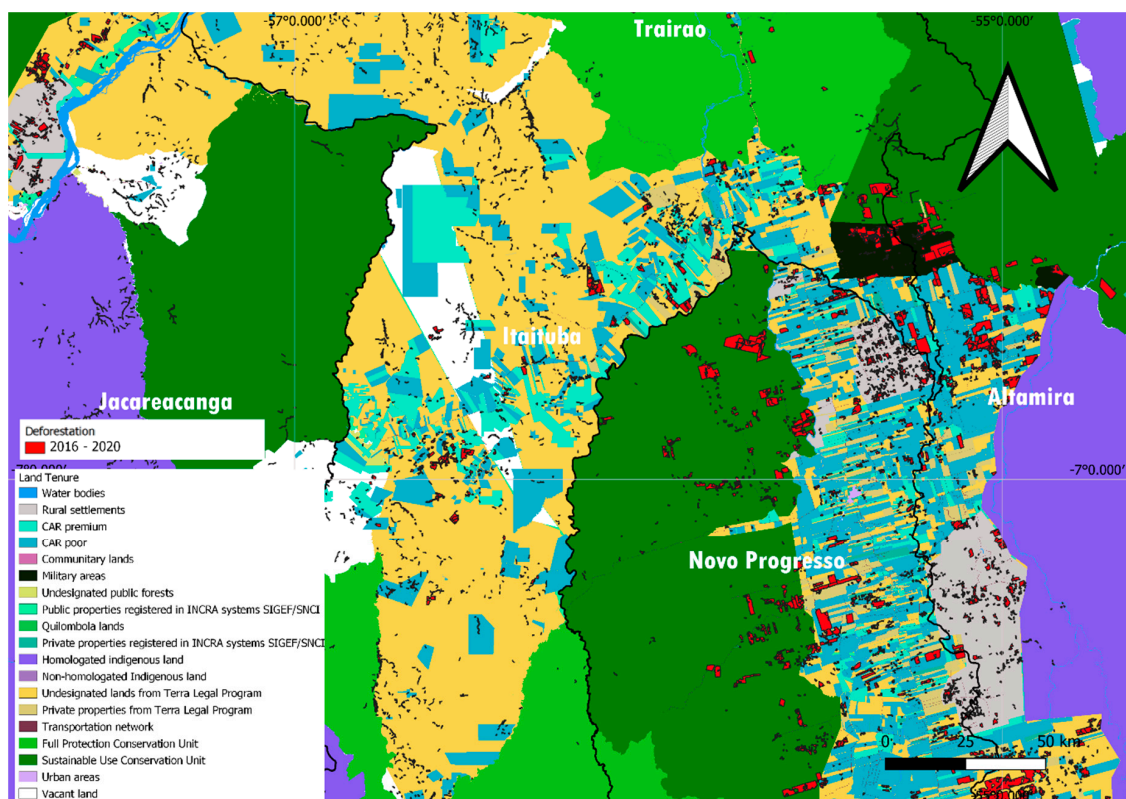 -57°0.000'
-55°0.000'
Trairao
Itaituba
Jacareacanga
Altamira
Deforestation
2016 - 2020
-7°0.000'
-7°0.000'
Land Tenure
Water bodies
Rural settlements
CAR premium
CAR poor
Communitary lands
Military areas
Undesignated public forests
Public properties registered in INCRA systems SIGEF/SNCI
Quilombola lands
Private properties registered in INCRA systems SIGEF/SNCI
Homologated indigenous land
Non-homologated Indigenous land
Undesignated lands from Terra Legal Program
Private properties from Terra Legal Program
Transportation network
Full Protection Conservation Unit
Sustainable Use Conservation Unit
Urban areas
Vacant land
Novo Progresso
0 25 50 km